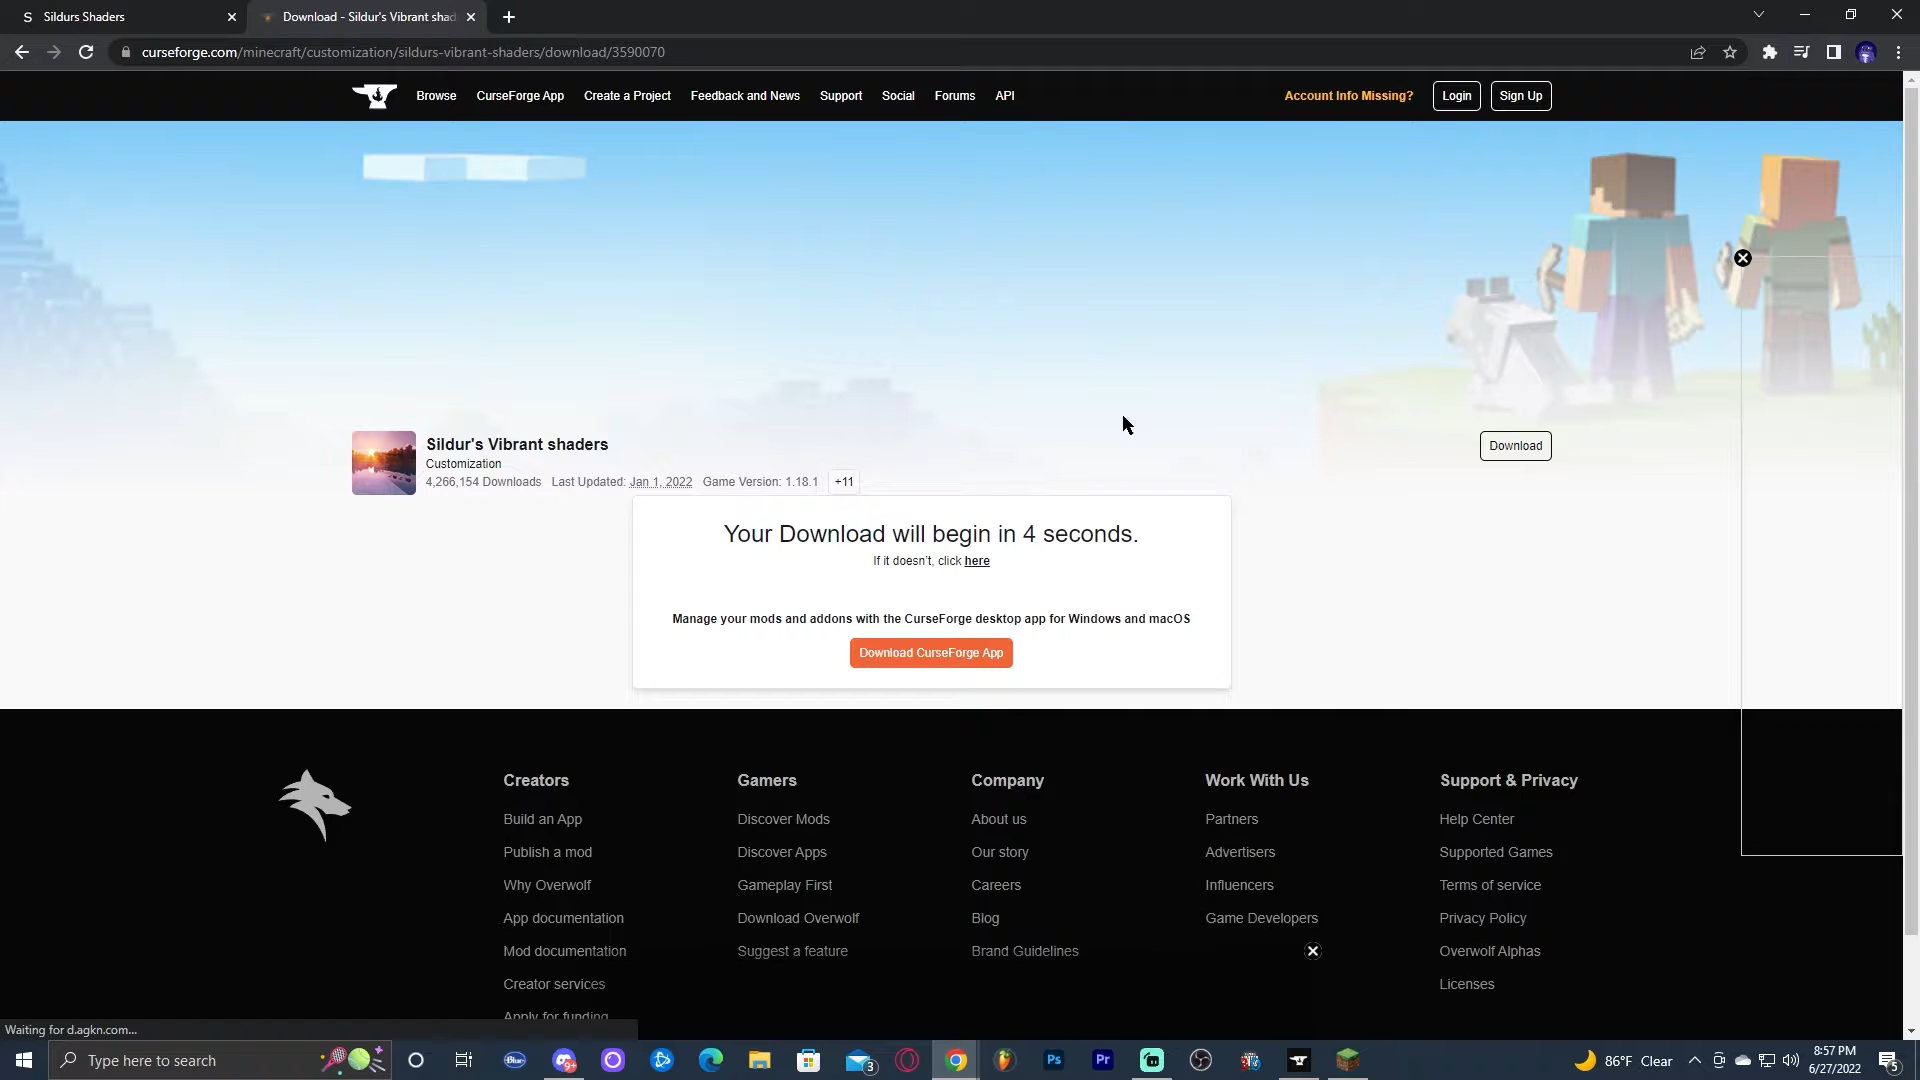 S Sildurs Shaders
Download - Sildur's Vibrant shad
curseforge.com/minecraft/customization/sildurs-vibrant-shaders/download/3590070
Browse CurseForge App Create a Project Feedback and News Support Social Forums API
Account Info Missing? Login Sign Up
Sildur's Vibrant shaders
Download
Customization
4,266,154 Downloads Last Updated: Jan 1, 2022 Game Version: 1.18.1 +11
Your Download will begin in 4 seconds.
If it doesn't, click here
Manage your mods and addons with the CurseForge desktop app for Windows and macOS
Download CurseForge App
Creators
Build an App
Publish a mod
Why Overwolf
App documentation
Mod documentation
Creator services
Apply for funding
Gamers
Discover Mods
Discover Apps
Gameplay First
Download Overwolf
Suggest a feature
Company
About us
Our story
Careers
Blog
Brand Guidelines
Work With Us
Partners
Advertisers
Influencers
Game Developers
Support & Privacy
Help Center
Supported Games
Terms of service
Privacy Policy
Overwolf Alphas
Licenses
Waiting for d.agkn.com...
Type here to search
Blue
9+
3
Ps
Pr
86°F Clear
8:57 PM
6/27/2022
5